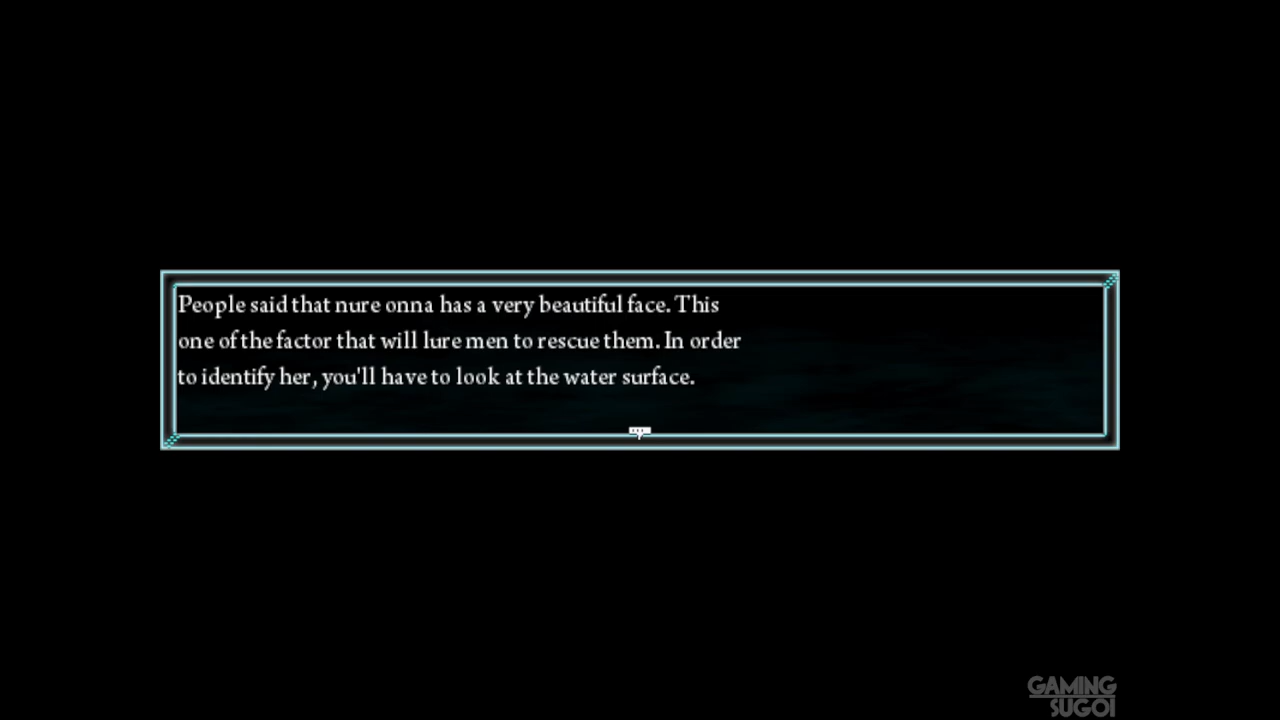 People said that nure onna has a very beautiful face. This
one of the factor that will lure men to rescue them. In order
to identify her, you'll have to look at the water surface.
GAMING
SUGOI